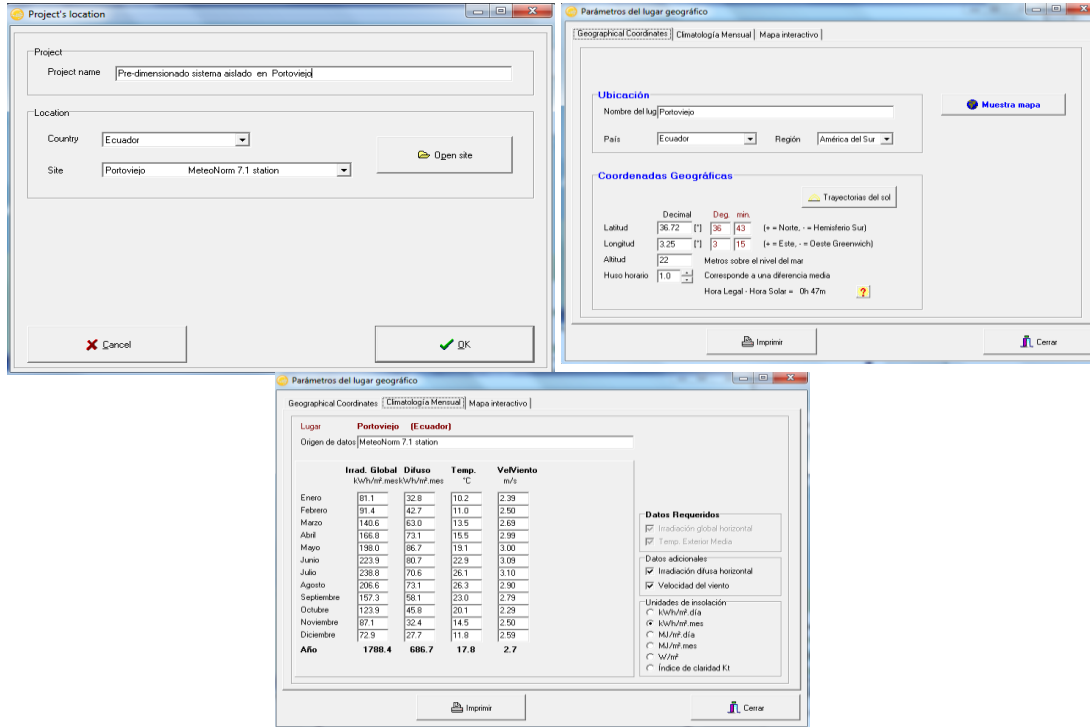 Project's location
Project
Project name Pre-dimensionado sistema aislado en Portoviejo
Location
Country Ecuador
Site Portoviejo MeteoNorm 7.1 station
Open site
Cancel
OK
Parámetros del lugar geográfico
Geographical Coordinates Climatología Mensual Mapa interactivo
Ubicación
Nombre del lug Portoviejo
País Ecuador Región América del Sur
Muestra mapa
Coordenadas Geográficas
Trayectorias del sol
Decimal Deg. min.
Latitud 36.72 [°] 36 43 (+ = Norte, - = Hemisferio Sur)
Longitud 3.25 [°] 3 15 (+ = Este, - = Oeste Greenwich)
Altitud 22 Metros sobre el nivel del mar
Huso horario 1.0 Corresponde a una diferencia media
Hora Legal - Hora Solar = 0h 47m ?
Imprimir
Cerrar
Parámetros del lugar geográfico
Geographical Coordinates Climatología Mensual Mapa interactivo
Lugar Portoviejo (Ecuador)
Origen de datos MeteoNorm 7.1 station
Irrad. Global Difuso Temp. VelViento
kWh/m².mes kWh/m².mes °C m/s
Enero 81.1 32.8 10.2 2.39
Febrero 91.4 42.7 11.0 2.50
Marzo 140.6 63.0 13.5 2.69
Abril 166.8 73.1 15.5 2.99
Mayo 198.0 86.7 19.1 3.00
Junio 223.9 80.7 22.9 3.09
Julio 238.8 70.6 26.1 3.10
Agosto 206.6 73.1 26.3 2.90
Septiembre 157.3 58.1 23.0 2.79
Octubre 123.9 45.8 20.1 2.29
Noviembre 87.1 32.4 14.5 2.50
Diciembre 72.9 27.7 11.8 2.59
Año 1788.4 686.7 17.8 2.7
Datos Requeridos
Irradiación global horizontal
Temp. Exterior Media
Datos adicionales
Irradiación difusa horizontal
Velocidad del viento
Unidades de insolación
kWh/m².día
kWh/m².mes
MJ/m².día
MJ/m².mes
W/m²
Índice de claridad Kt
Imprimir
Cerrar